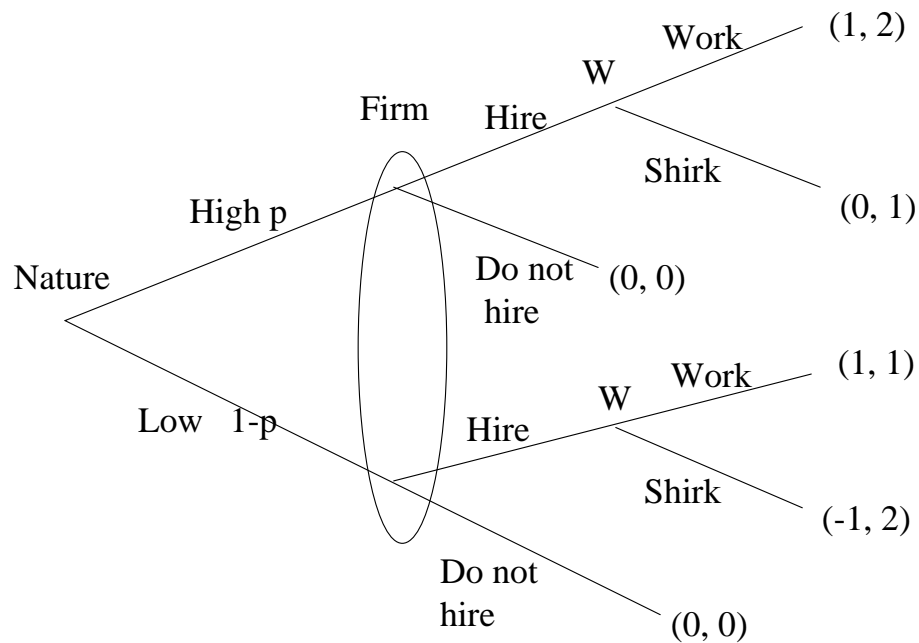 Work
(1, 2)
W
Firm
Hire
Shirk
High p
(0, 1)
Do not
hire
(0, 0)
Nature
Work
(1, 1)
W
Low 1-p
Hire
Shirk
(-1, 2)
Do not
hire
(0, 0)